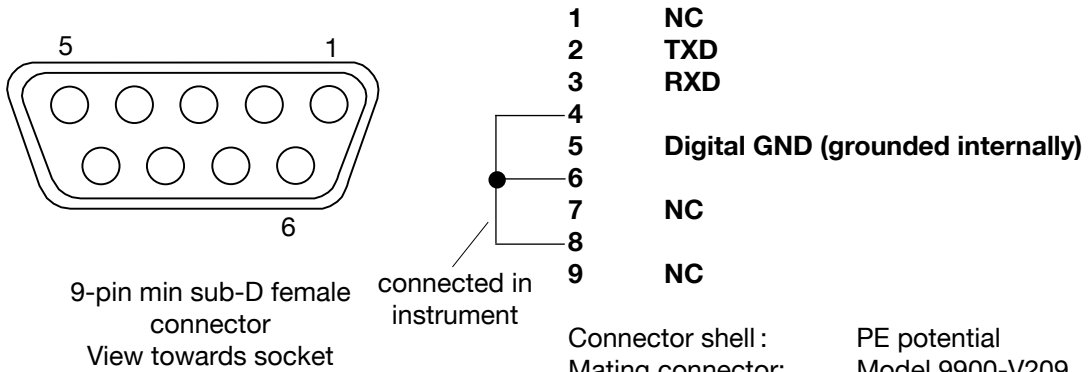 5 1
6
9-pin min sub-D female
connector
View towards socket
connected in
instrument
1 NC
2 TXD
3 RXD
4
5 Digital GND (grounded internally)
6
7 NC
8
9 NC
Connector shell : PE potential
Mating connector: Model 9900-V209